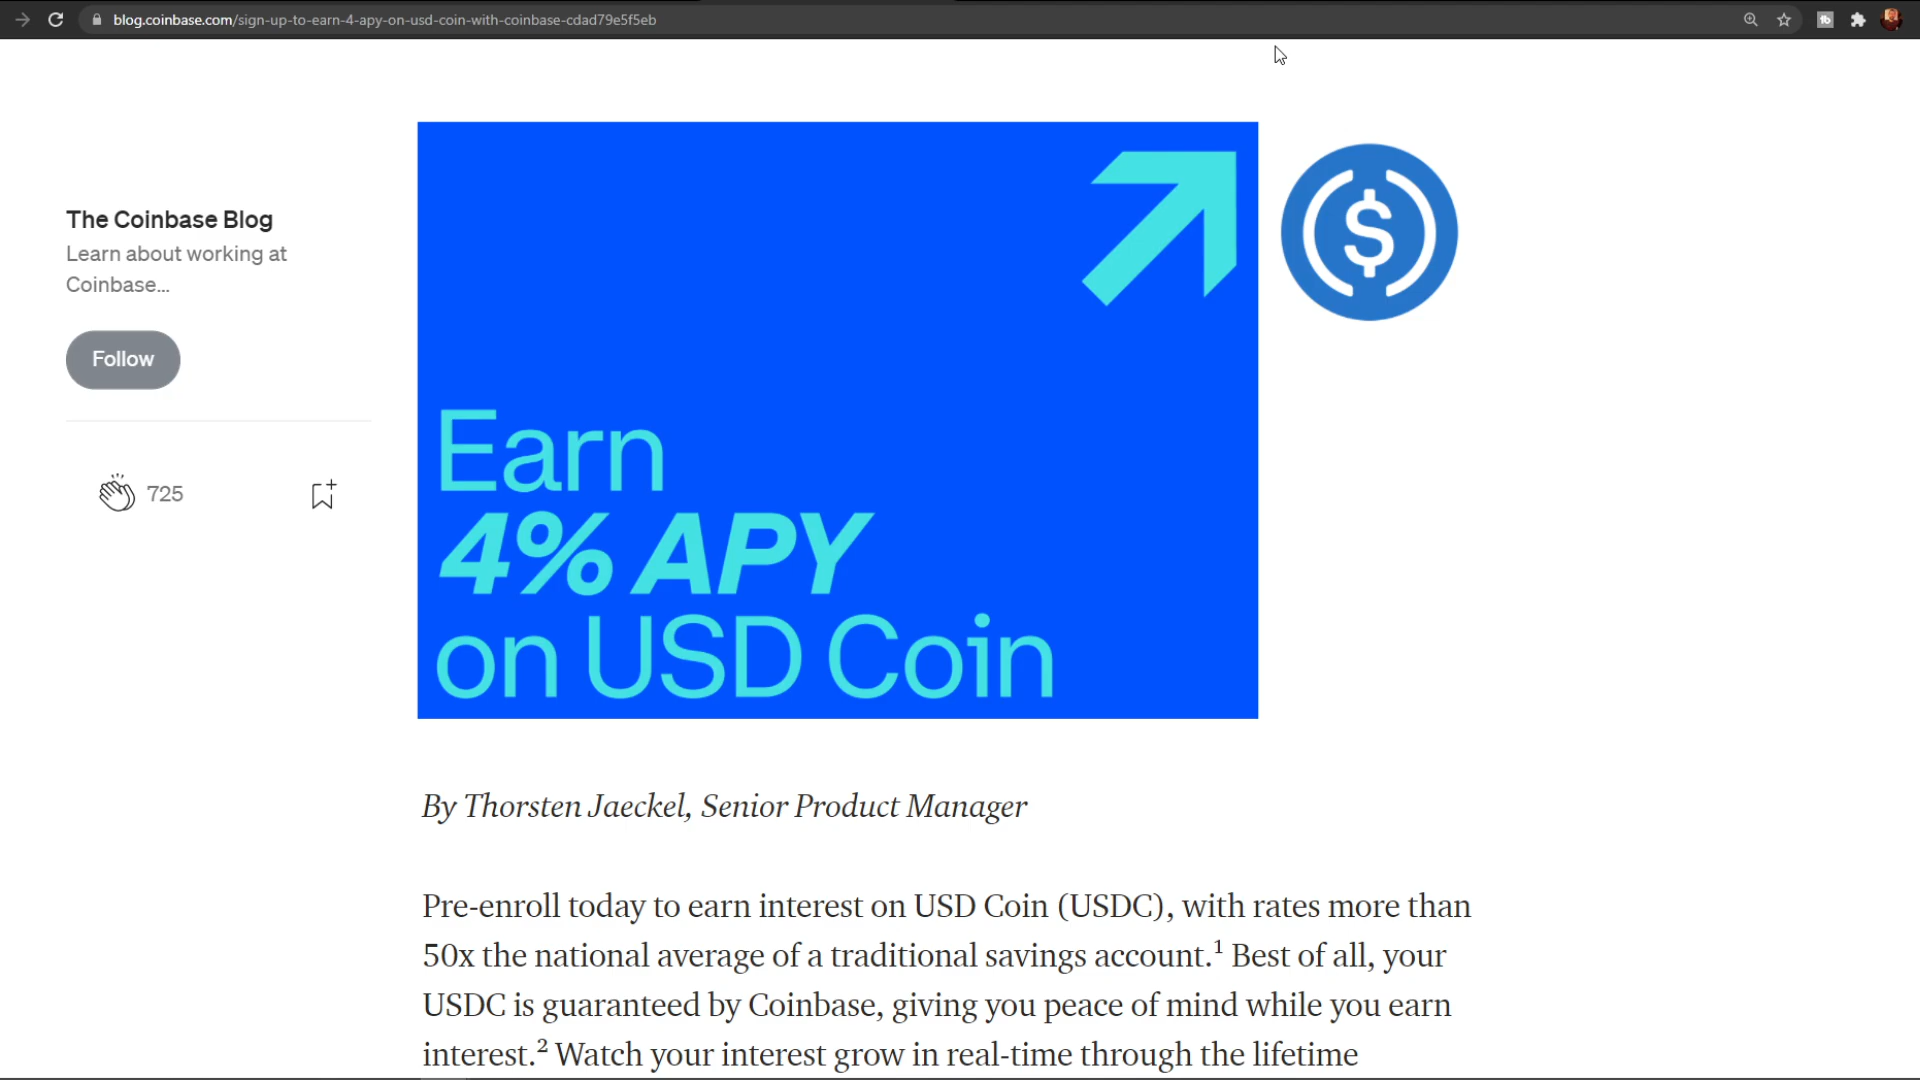 blog.coinbase.com/sign-up-to-earn-4-apy-on-usd-coin-with-coinbase-cdad79e5f5eb
The Coinbase Blog
Learn about working at
Coinbase...
Follow
725
$
Earn
4% APY
on USD Coin
By Thorsten Jaeckel, Senior Product Manager
Pre-enroll today to earn interest on USD Coin (USDC), with rates more than
50x the national average of a traditional savings account.¹ Best of all, your
USDC is guaranteed by Coinbase, giving you peace of mind while you earn
interest.² Watch your interest grow in real-time through the lifetime